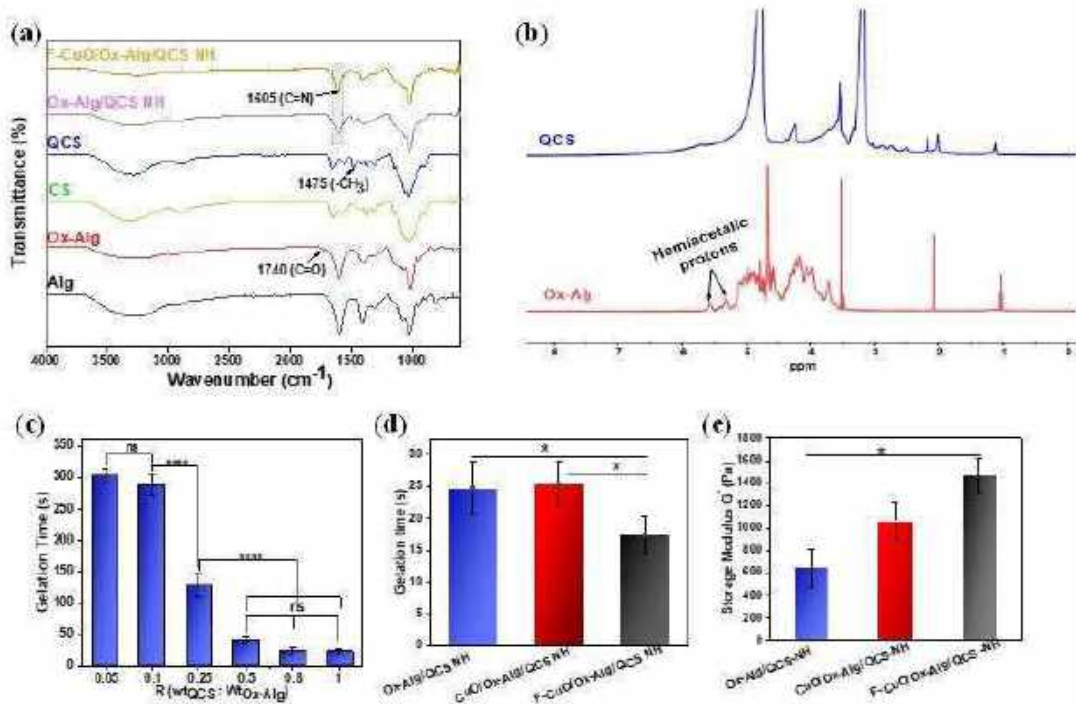 (a)
F-CuO/Ox-Alg/QCS NH
1605 (C=N)
Ox-Alg/QCS NH
QCS
1475 (-CH3)
CS
Ox-Alg
1740 (C=O)
Alg
Transmittance (%)
4000 3000 2000 1000
Wavenumber (cm-1)
(b)
QCS
Hemiacetalic
protons
Ox-Alg
7 6 5 4
ppm
(c)
350
300
250
200
150
100
50
0
Gelation Time (s)
ns
****
****
ns
0.05 0.1 0.25 0.5 0.8 1
R (wtQCS : WtOx-Alg)
(d)
25
20
15
10
5
0
Gelation time (s)
*
*
Ox-Alg/QCS NH
CuO/Ox-Alg/QCS NH
F-CuO/Ox-Alg/QCS NH
(e)
1800
1600
1400
1200
1000
800
600
400
200
0
Storage Modulus G' (Pa)
*
Ox-Alg/QCS-NH
CuO/Ox-Alg/QCS-NH
F-CuO/Ox-Alg/QCS-NH